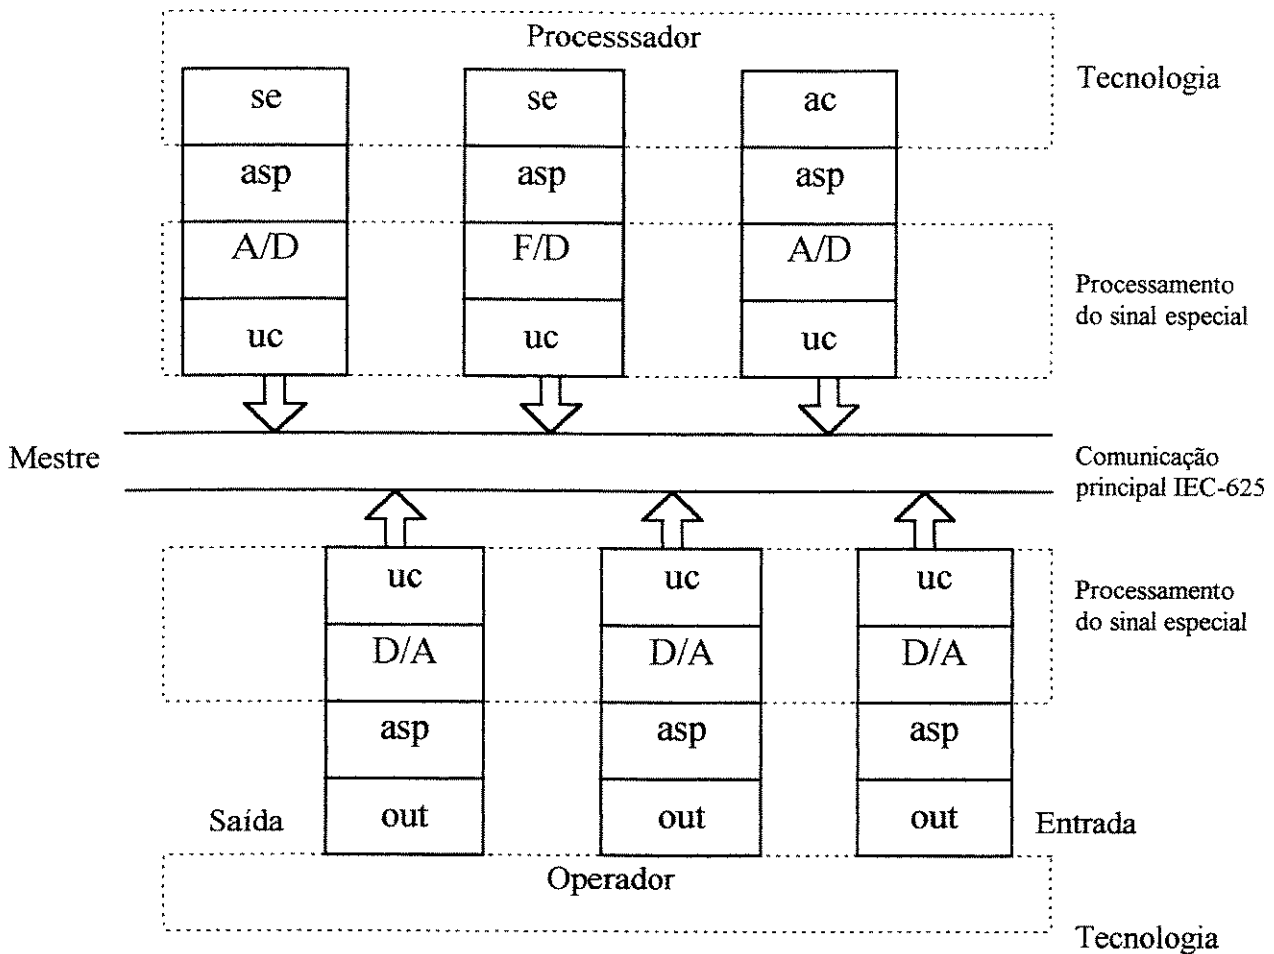 Processsador
Tecnologia
se
se
ac
asp
asp
asp
A/D
F/D
A/D
Processamento
do sinal especial
uc
uc
uc
Mestre
Comunicação
principal IEC-625
uc
uc
uc
Processamento
do sinal especial
D/A
D/A
D/A
asp
asp
asp
Saída
out
out
out
Entrada
Operador
Tecnologia